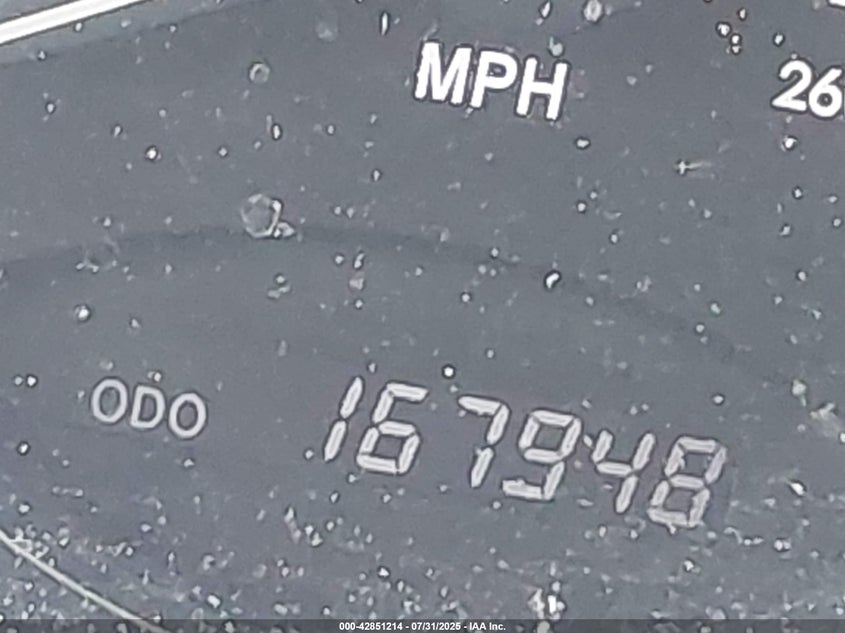 MPH
26
ODO 167948
000-42851214 - 07/31/2025 - IAA Inc.